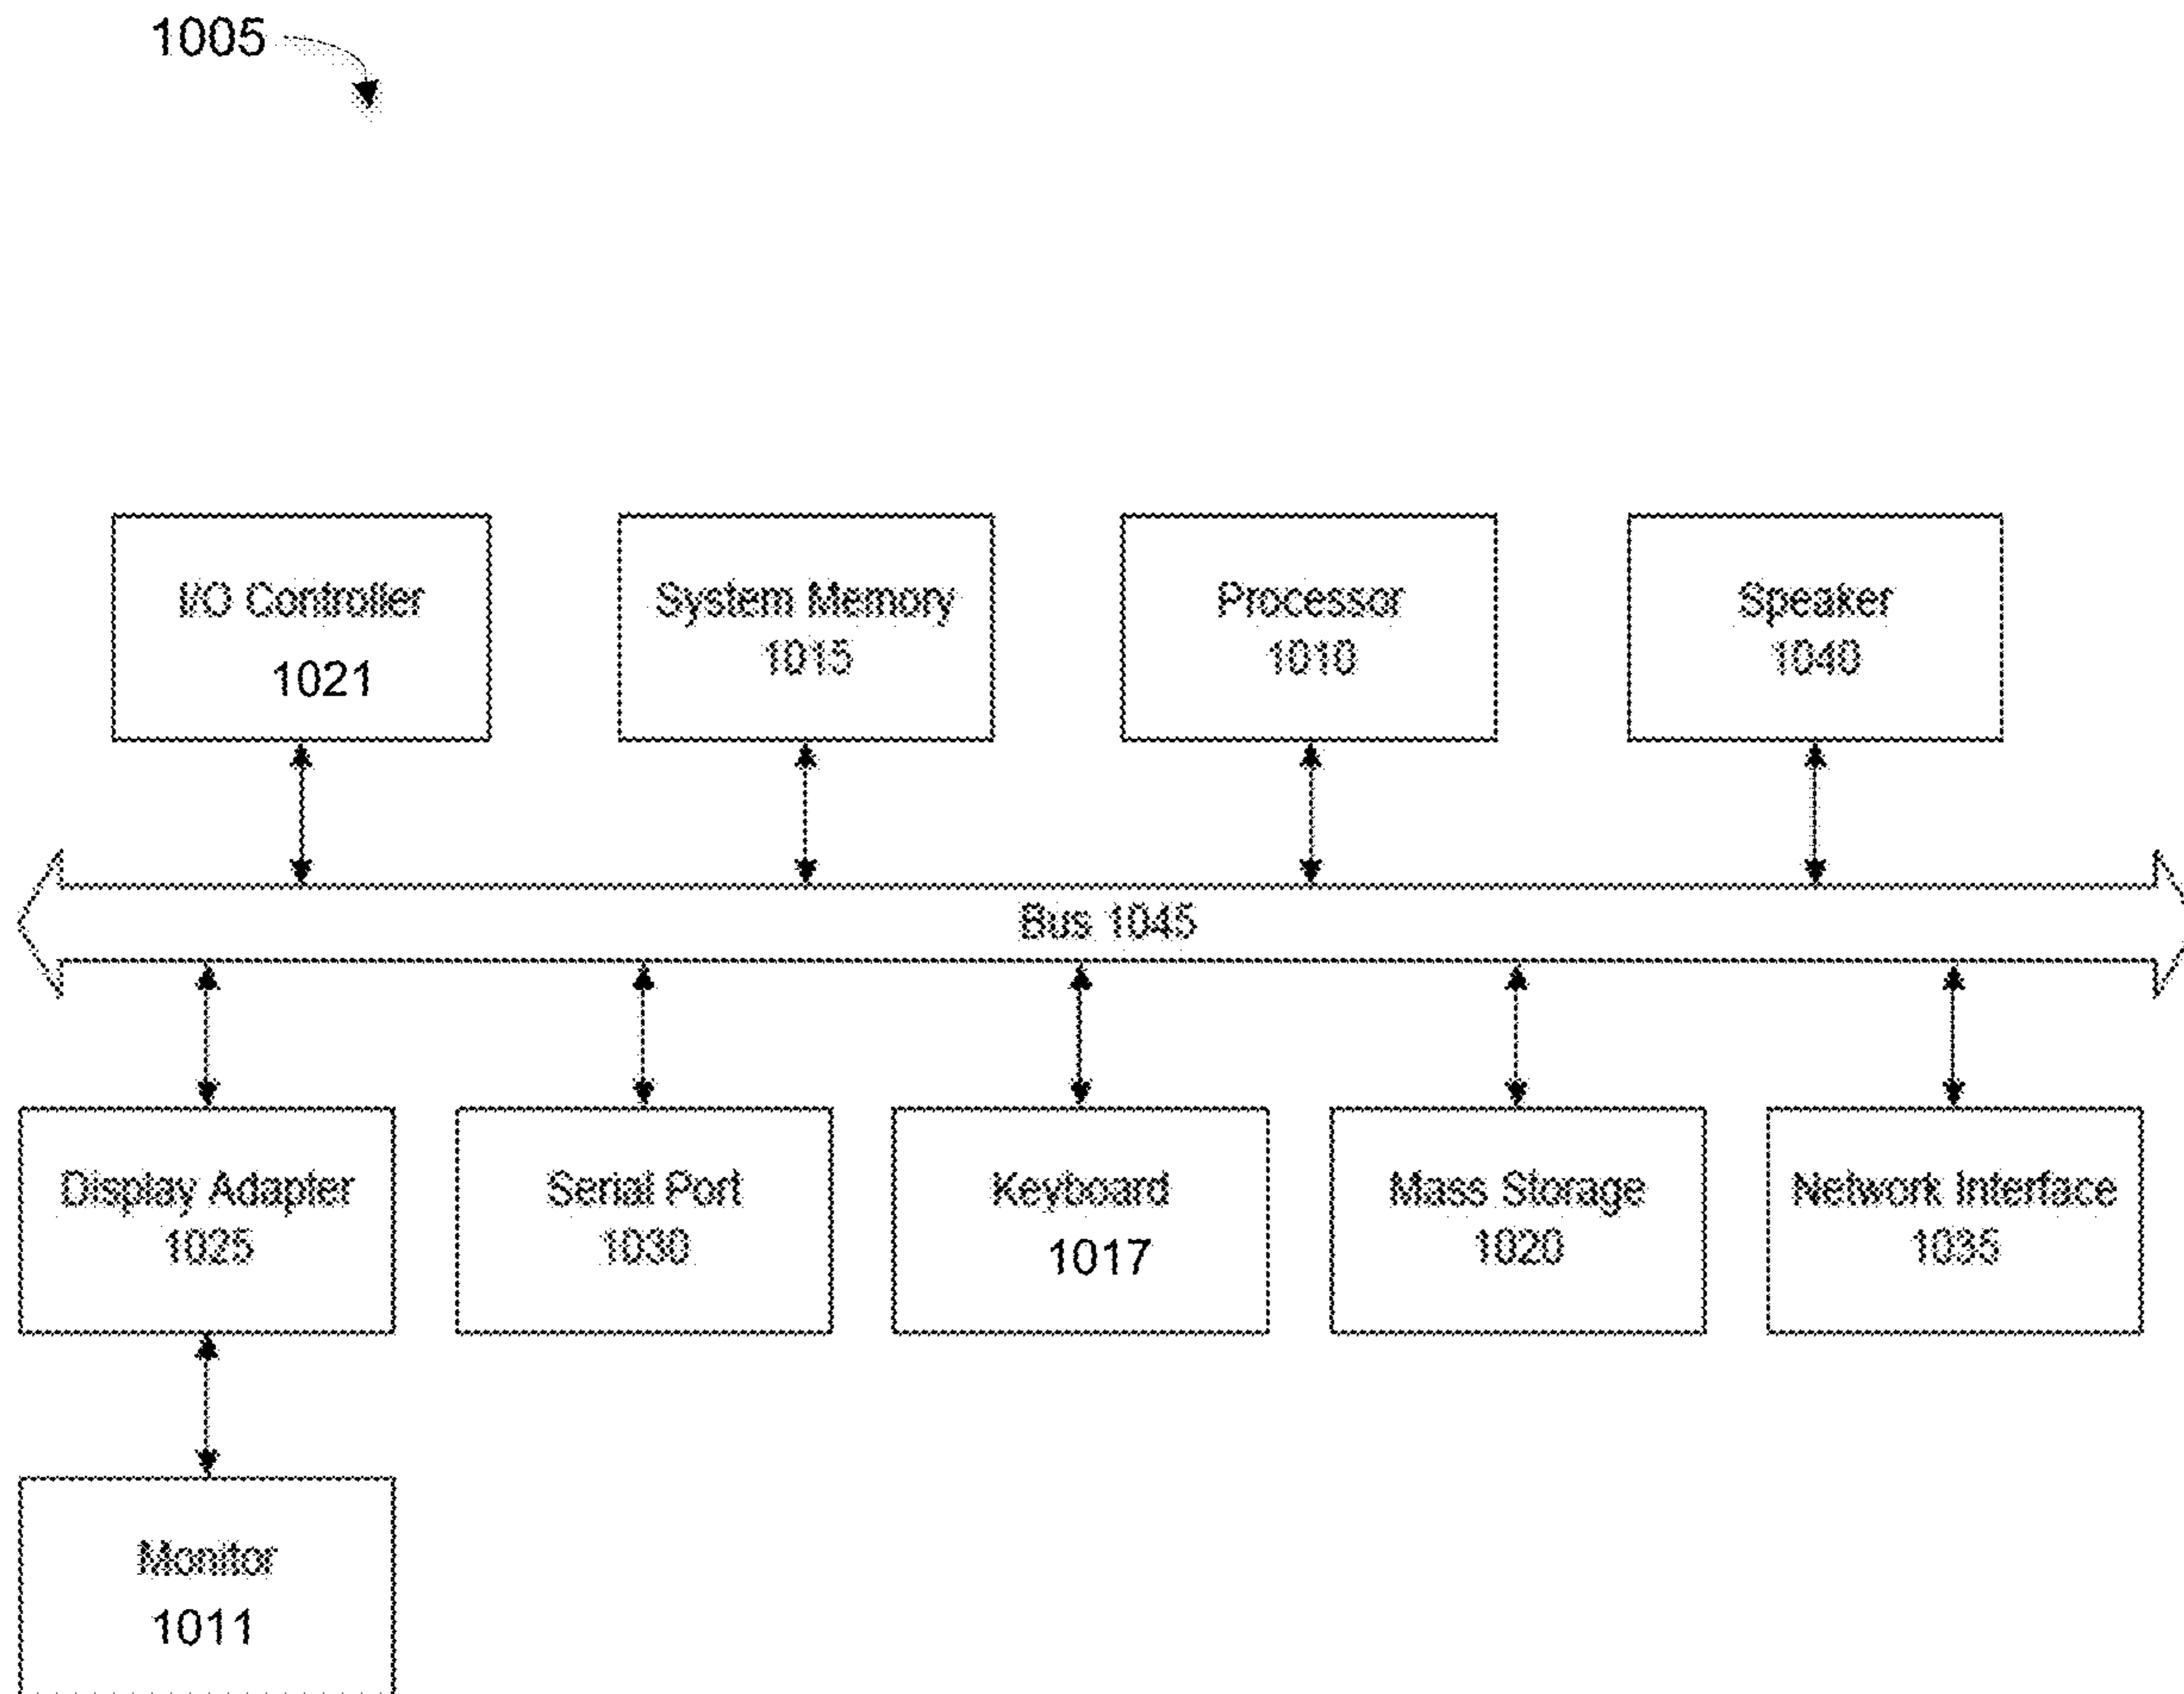 1005
I/O Controller
1021
System Memory
1015
Processor
1010
Speaker
1040
Bus 1045
Display Adapter
1025
Serial Port
1030
Keyboard
1017
Mass Storage
1020
Network Interface
1035
Monitor
1011